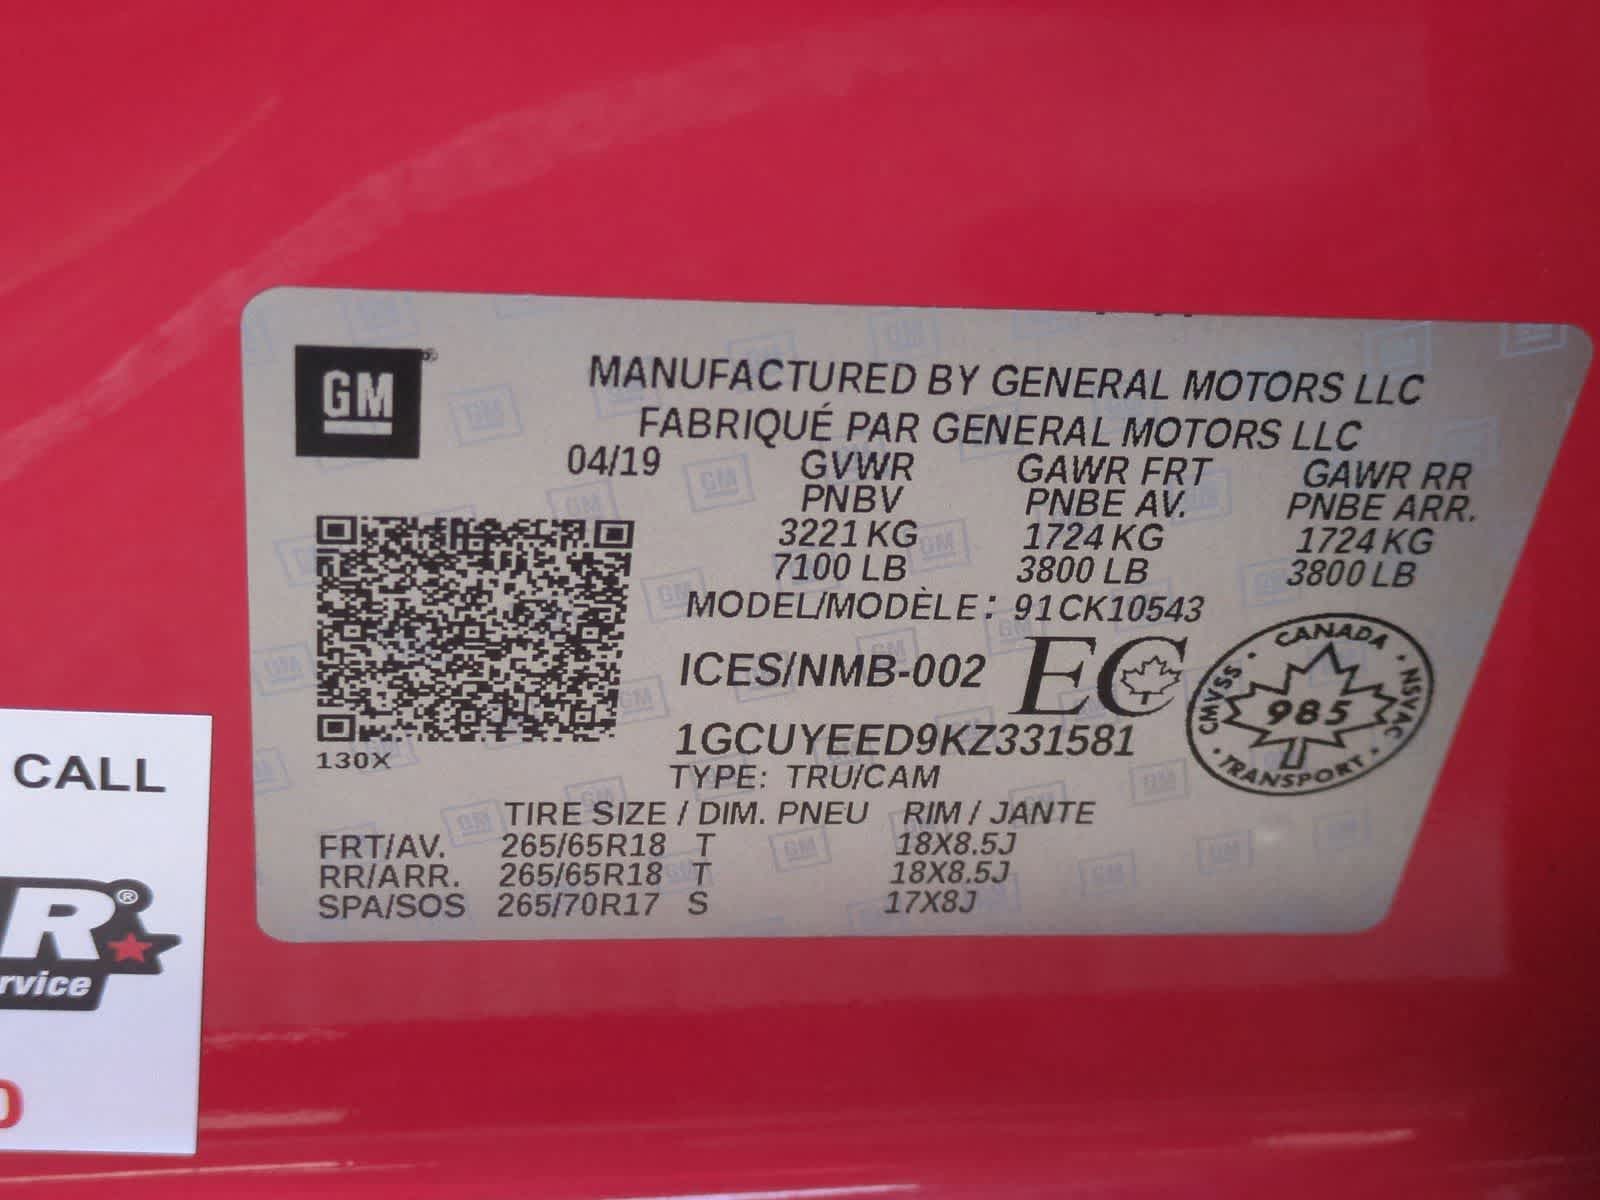 GM®
MANUFACTURED BY GENERAL MOTORS LLC
FABRIQUÉ PAR GENERAL MOTORS LLC
04/19 GVWR GAWR FRT GAWR RR
PNBV PNBE AV. PNBE ARR.
3221 KG 1724 KG 1724 KG
7100 LB 3800 LB 3800 LB
MODEL/MODÈLE: 91CK10543
ICES/NMB-002 EC
CANADA
CMVSS
985
NSVAC
TRANSPORT
1GCUYEED9KZ331581
130X
TYPE: TRU/CAM
TIRE SIZE / DIM. PNEU RIM / JANTE
FRT/AV. 265/65R18 T 18X8.5J
RR/ARR. 265/65R18 T 18X8.5J
SPA/SOS 265/70R17 S 17X8J
CALL
R®
rvice
0